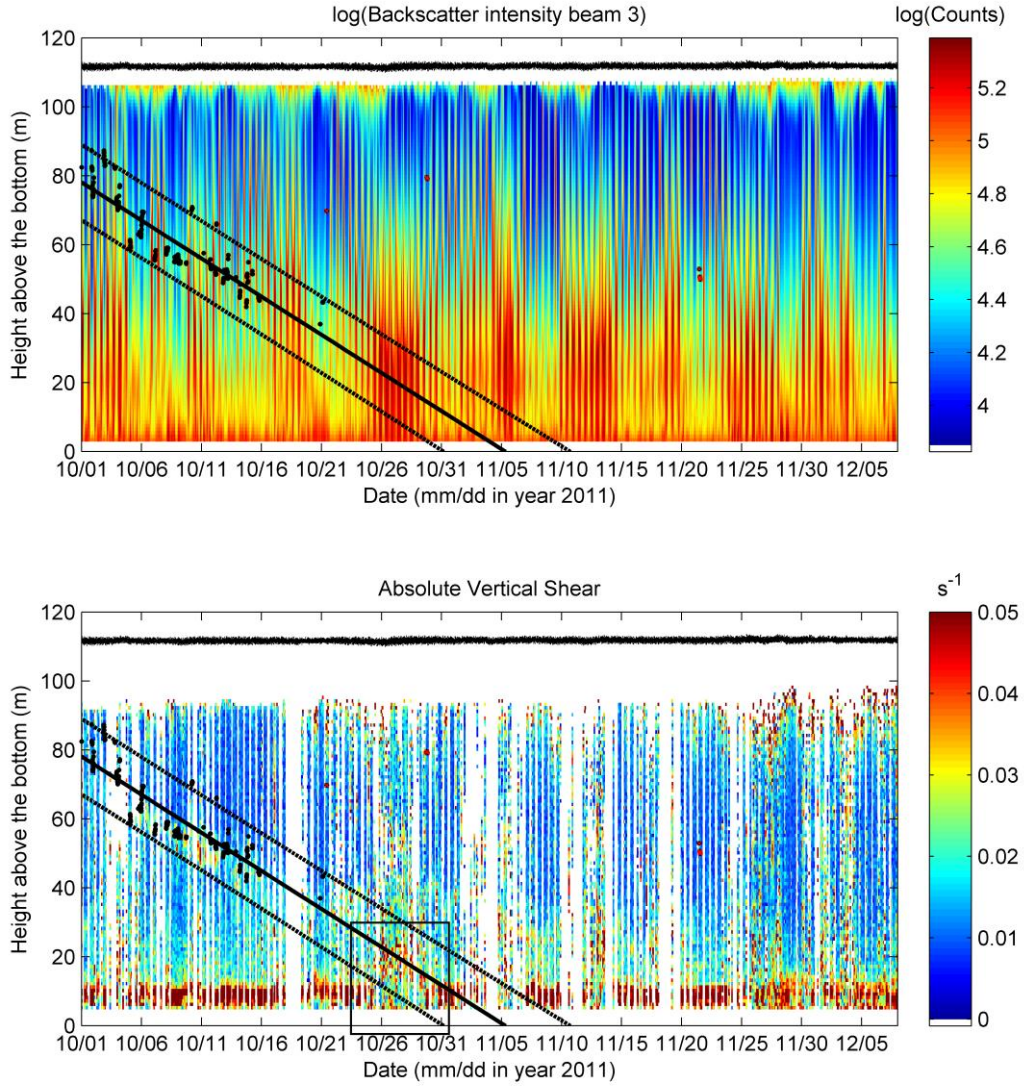 log(Backscatter intensity beam 3)
log(Counts)
120
100
80
60
40
20
0
Height above the bottom (m)
10/01 10/06 10/11 10/16 10/21 10/26 10/31 11/05 11/10 11/15 11/20 11/25 11/30 12/05
Date (mm/dd in year 2011)
5.2
5
4.8
4.6
4.4
4.2
4
Absolute Vertical Shear
s⁻¹
120
100
80
60
40
20
0
Height above the bottom (m)
10/01 10/06 10/11 10/16 10/21 10/26 10/31 11/05 11/10 11/15 11/20 11/25 11/30 12/05
Date (mm/dd in year 2011)
0.05
0.04
0.03
0.02
0.01
0